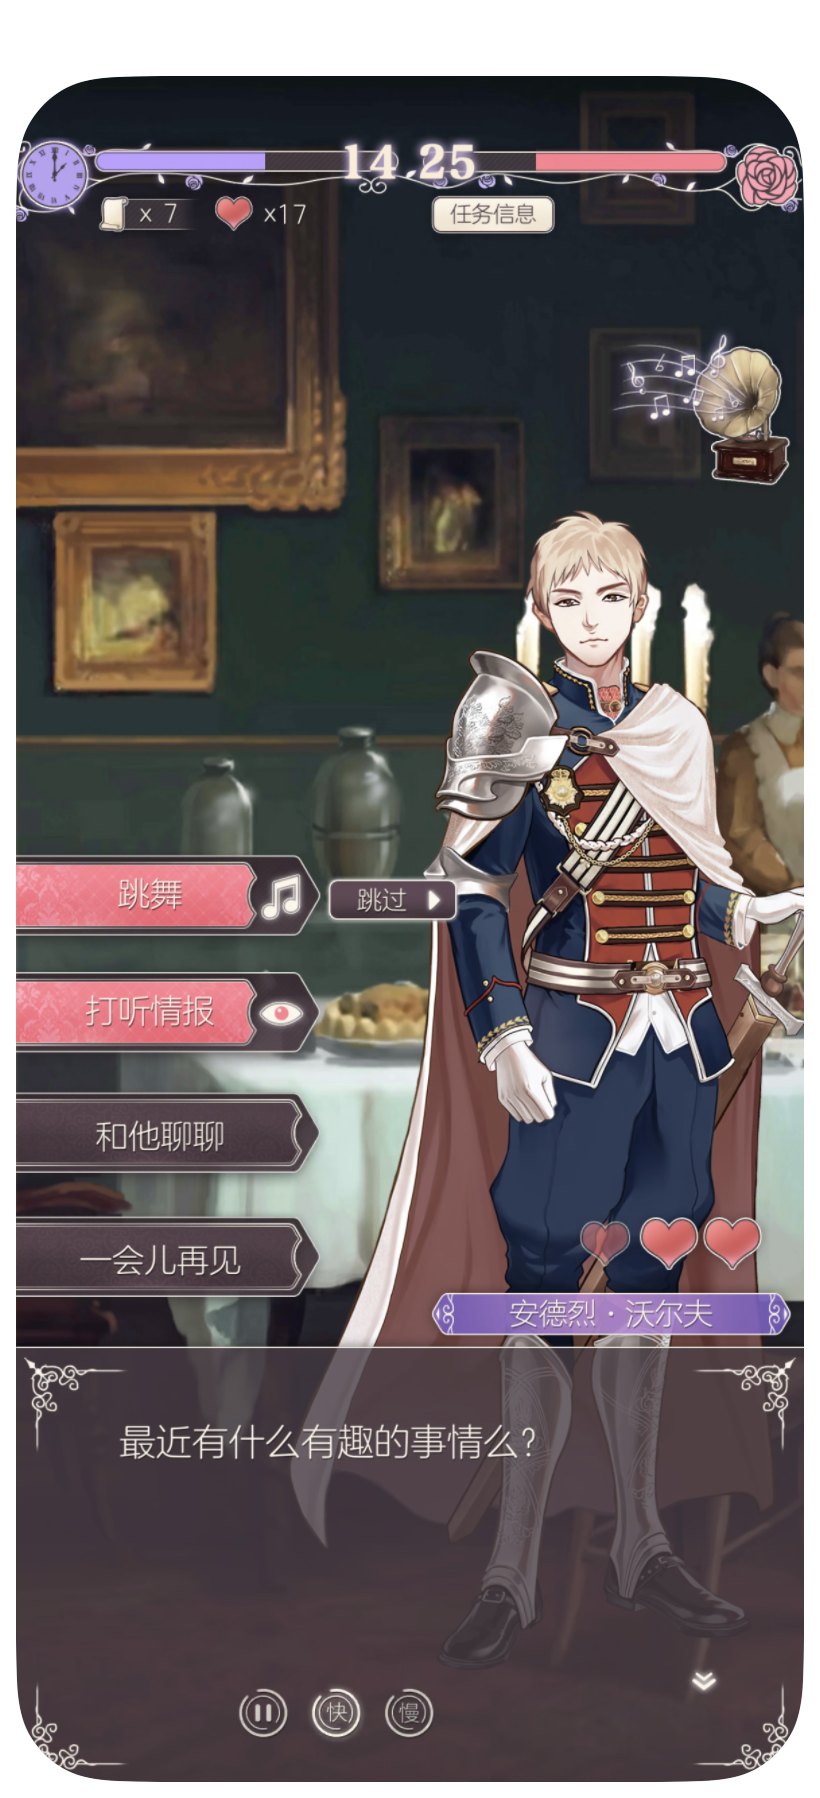 14.25
x 7
×17
任务信息
跳舞
跳过
打听情报
和他聊聊
一会儿再见
安德烈·沃尔夫
最近有什么有趣的事情么?
快
慢